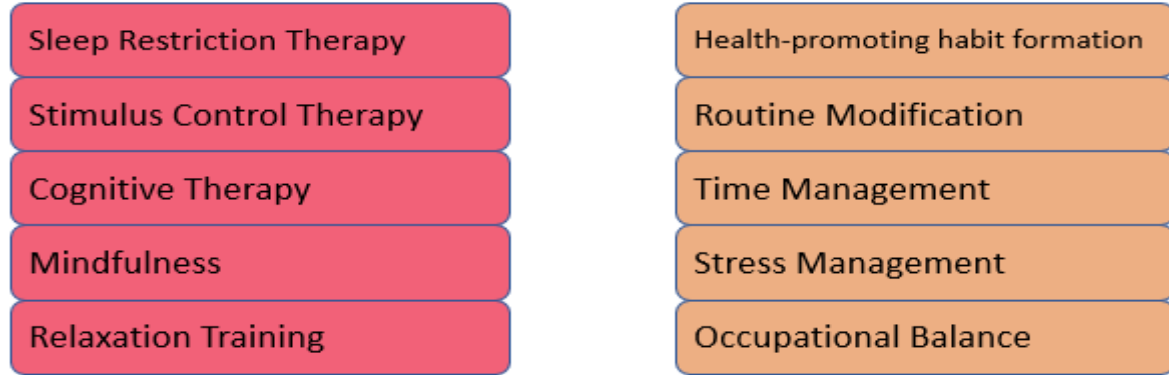 Sleep Restriction Therapy
Stimulus Control Therapy
Cognitive Therapy
Mindfulness
Relaxation Training
Health-promoting habit formation
Routine Modification
Time Management
Stress Management
Occupational Balance